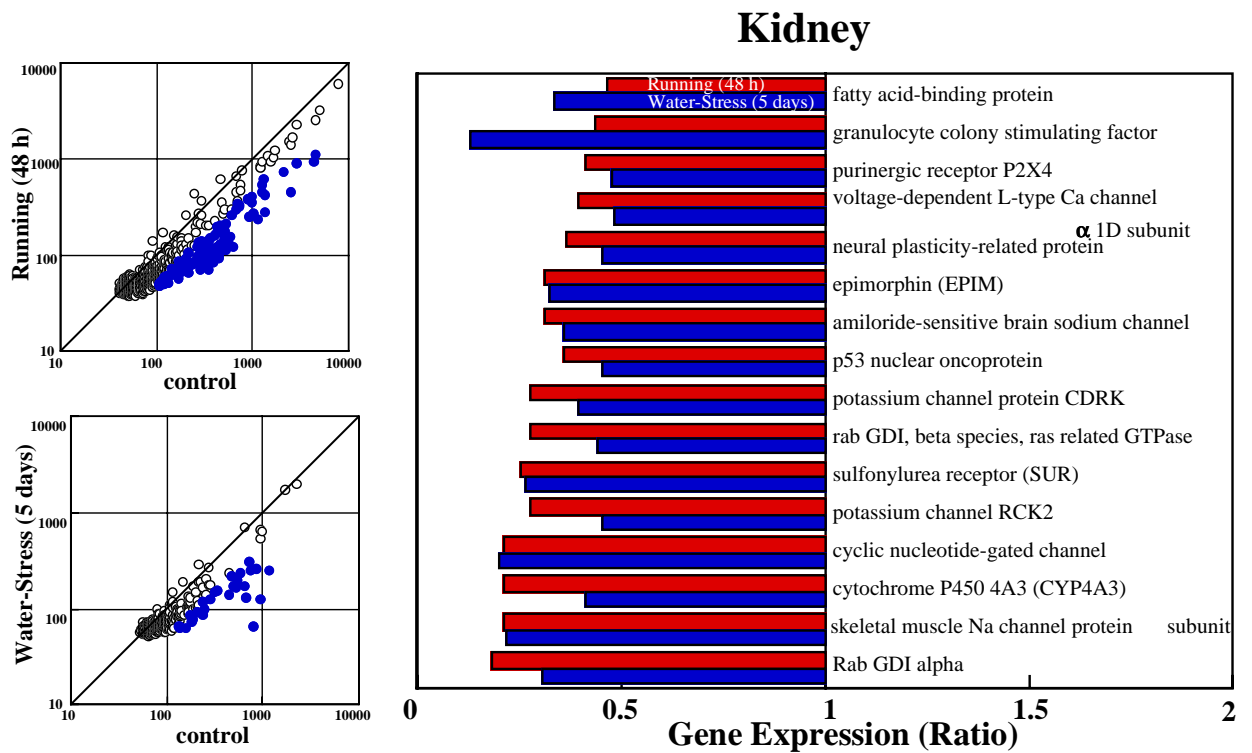 Kidney
10000
1000
100
10
10
100
1000
10000
Running (48 h)
control
10000
1000
100
10
10
100
1000
10000
Water-Stress (5 days)
control
Running (48 h)
Water-Stress (5 days)
fatty acid-binding protein
granulocyte colony stimulating factor
purinergic receptor P2X4
voltage-dependent L-type Ca channel
α 1D subunit
neural plasticity-related protein
epimorphin (EPIM)
amiloride-sensitive brain sodium channel
p53 nuclear oncoprotein
potassium channel protein CDRK
rab GDI, beta species, ras related GTPase
sulfonylurea receptor (SUR)
potassium channel RCK2
cyclic nucleotide-gated channel
cytochrome P450 4A3 (CYP4A3)
skeletal muscle Na channel protein subunit
Rab GDI alpha
0
0.5
1
1.5
2
Gene Expression (Ratio)